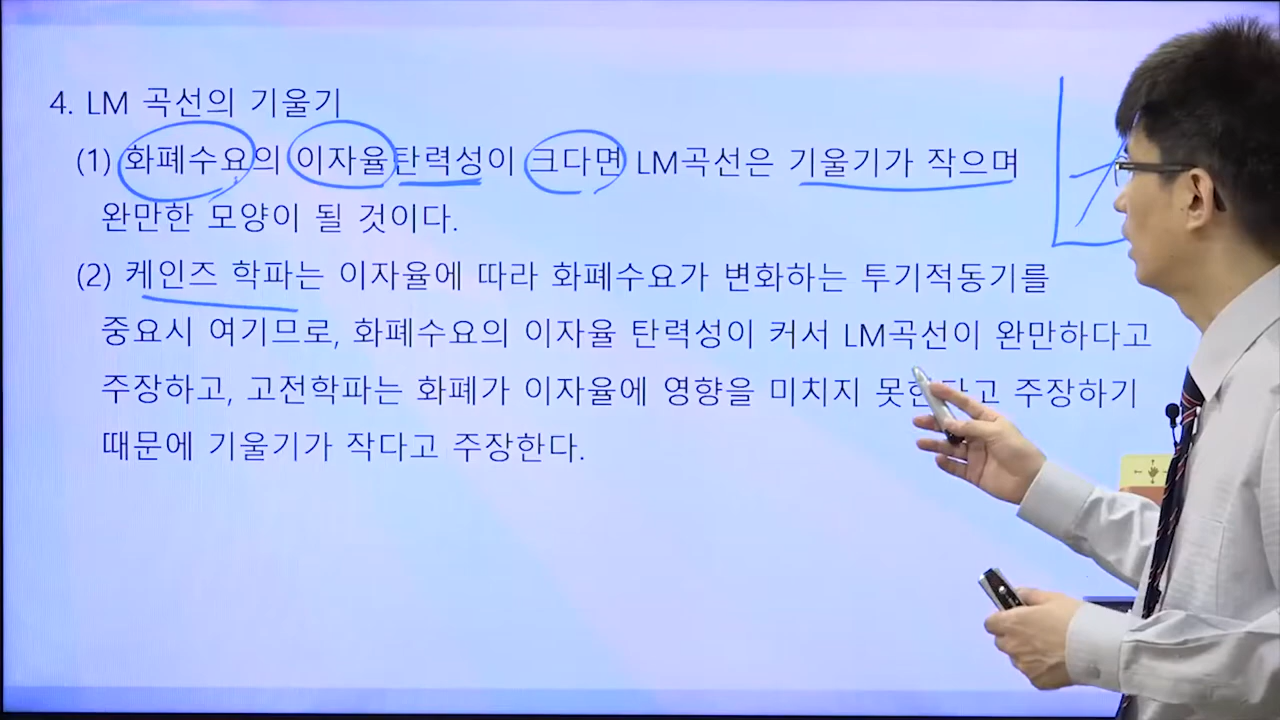 4. LM 곡선의 기울기
(1) 화폐수요의 이자율탄력성이 크다면 LM곡선은 기울기가 작으며
완만한 모양이 될 것이다.
(2) 케인즈 학파는 이자율에 따라 화폐수요가 변화하는 투기적동기를
중요시 여기므로, 화폐수요의 이자율 탄력성이 커서 LM곡선이 완만하다고
주장하고, 고전학파는 화폐가 이자율에 영향을 미치지 못한다고 주장하기
때문에 기울기가 작다고 주장한다.